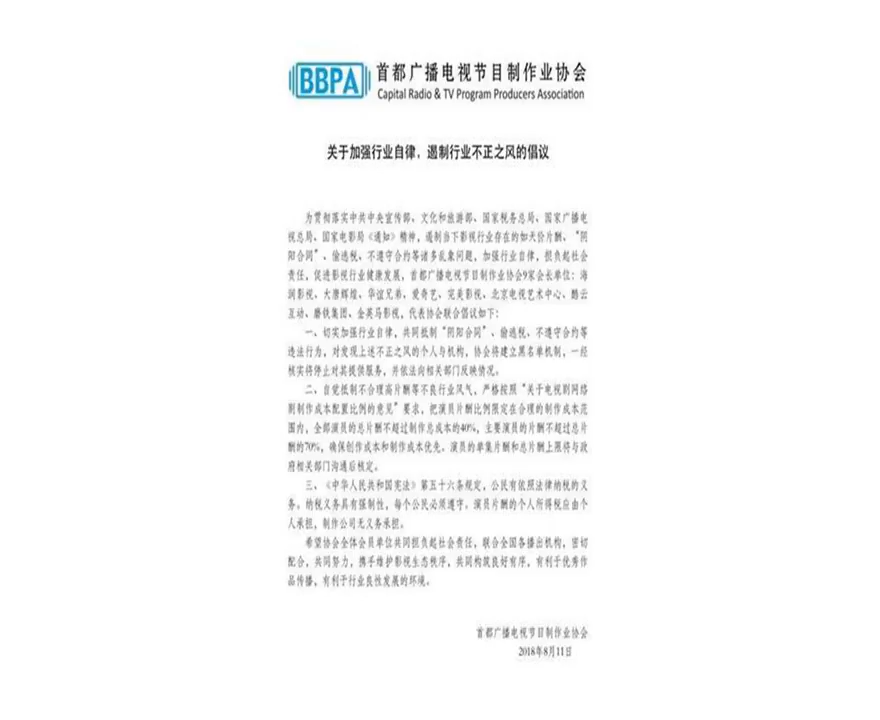 BBPA
首都广播电视节目制作业协会
Capital Radio & TV Program Producers Association
关于加强行业自律，遏制行业不正之风的倡议
为贯彻落实中共中央宣传部、文化和旅游部、国家税务总局、国家广播电
视总局、国家电影局《通知》精神，遏制当下影视行业存在的如天价片酬、“阴
阳合同”、偷逃税、不遵守合约等诸多乱象问题，加强行业自律，担负起社会
责任，促进影视行业健康发展，首都广播电视节目制作业协会9家会长单位：海
润影视、大唐辉煌、华谊兄弟、爱奇艺、完美影视、北京电视艺术中心、酷云
互动、磨铁集团、金英马影视，代表协会联合倡议如下：
一、切实加强行业自律，共同抵制“阴阳合同”、偷逃税、不遵守合约等
违法行为，对发现上述不正之风的个人与机构，协会将建立黑名单机制，一经
核实将停止对其提供服务，并依法向相关部门反映情况。
二、自觉抵制不合理高片酬等不良行业风气，严格按照“关于电视剧网络
剧制作成本配置比例的意见”要求，把演员片酬比例限定在合理的制作成本范
围内，全部演员的总片酬不超过制作总成本的40%，主要演员的片酬不超过总片
酬的70%，确保创作成本和制作成本优先。演员的单集片酬和总片酬上限将与政
府相关部门沟通后核定。
三、《中华人民共和国宪法》第五十六条规定，公民有依照法律纳税的义
务。纳税义务具有强制性，每个公民必须遵守。演员片酬的个人所得税应由个
人承担，制作公司无义务承担。
希望协会全体会员单位共同担负起社会责任，联合全国各播出机构，密切
配合，共同努力，携手维护影视生态秩序，共同构筑良好有序，有利于优秀作
品传播，有利于行业良性发展的环境。
首都广播电视节目制作业协会
2018年8月11日